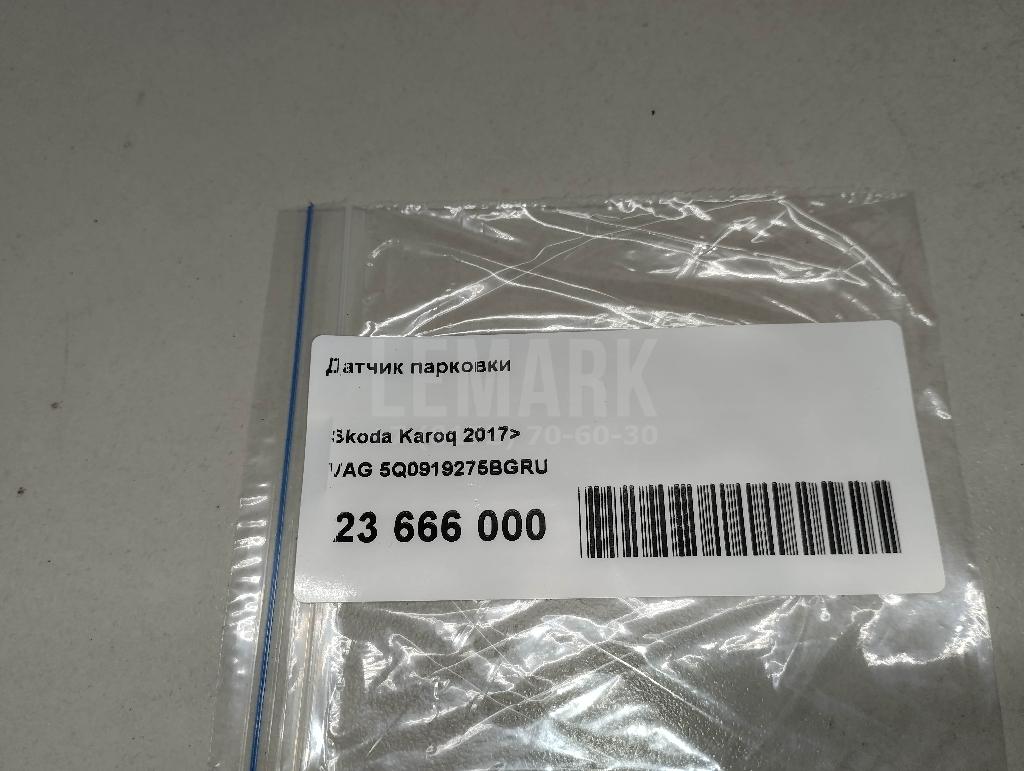 Датчик парковки
LEMARK
Skoda Karoq 2017>
70-60-30
VAG 5Q0919275BGRU
23 666 000